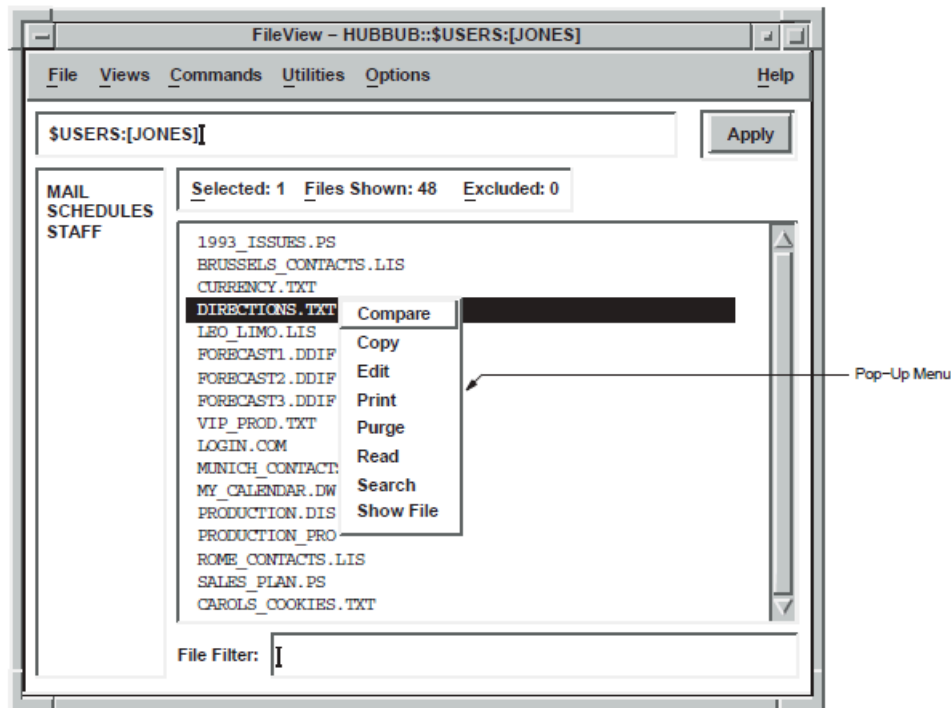 FileView – HUBBUB::$USERS:[JONES]
File Views Commands Utilities Options Help
$USERS:[JONES]
Apply
MAIL
SCHEDULES
STAFF
Selected: 1 Files Shown: 48 Excluded: 0
1993_ISSUES.PS
BRUSSELS_CONTACTS.LIS
CURRENCY.TXT
DIRECTIONS.TXT
LEO_LIMO.LIS
FORECAST1.DDIF
FORECAST2.DDIF
FORECAST3.DDIF
VIP_PROD.TXT
LOGIN.COM
MUNICH_CONTACTS
MY_CALENDAR.DW
PRODUCTION.DIS
PRODUCTION_PRO
ROME_CONTACTS.LIS
SALES_PLAN.PS
CAROLS_COOKIES.TXT
Compare
Copy
Edit
Print
Purge
Read
Search
Show File
Pop-Up Menu
File Filter: